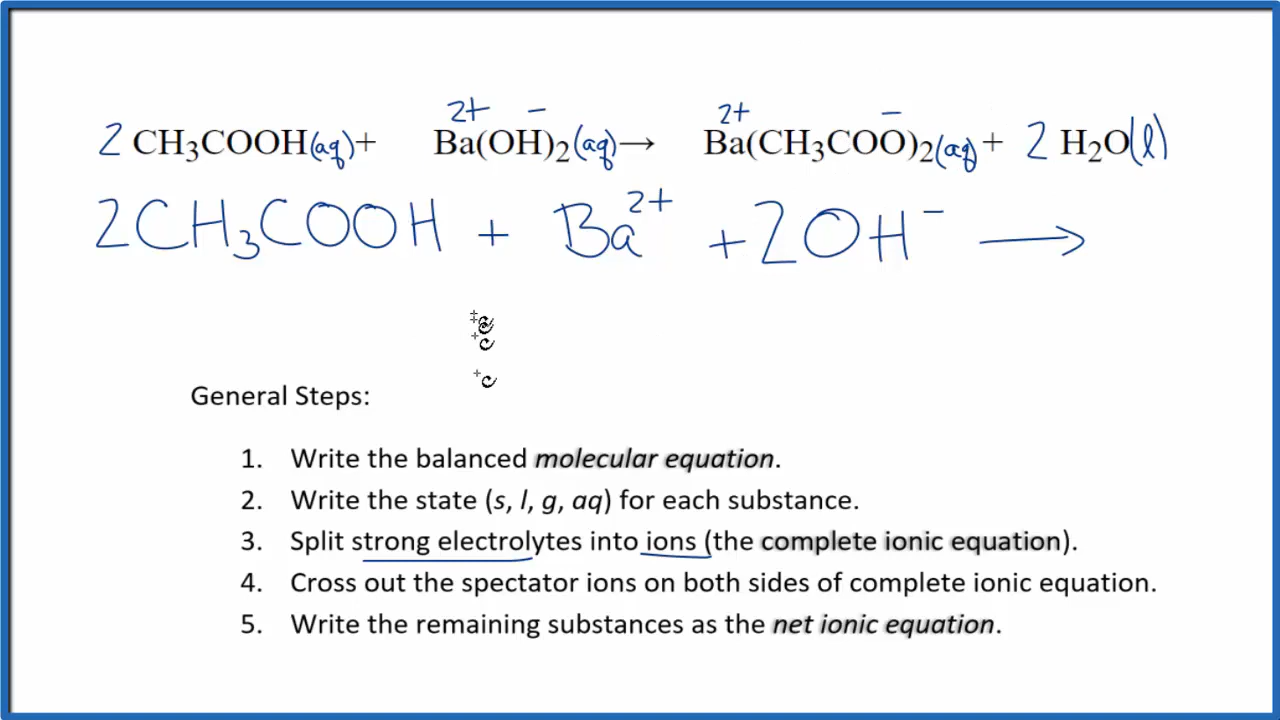 2+ − 2+ −
2 CH₃COOH(aq) + Ba(OH)₂(aq) → Ba(CH₃COO)₂(aq) + 2 H₂O(l)
2CH₃COOH + Ba²⁺ + 2OH⁻ →
General Steps:
1. Write the balanced molecular equation.
2. Write the state (s, l, g, aq) for each substance.
3. Split strong electrolytes into ions (the complete ionic equation).
4. Cross out the spectator ions on both sides of complete ionic equation.
5. Write the remaining substances as the net ionic equation.